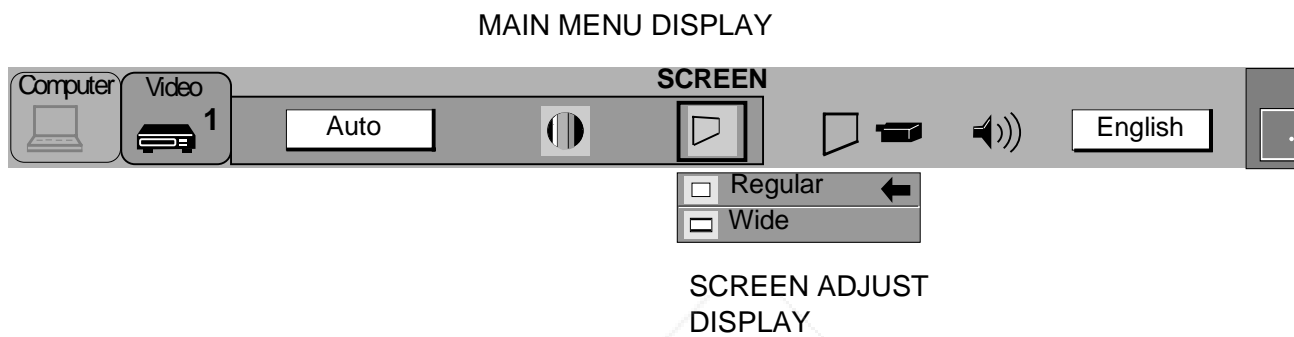 MAIN MENU DISPLAY
SCREEN
Computer
Video
1
Auto
English
Regular
Wide
SCREEN ADJUST
DISPLAY